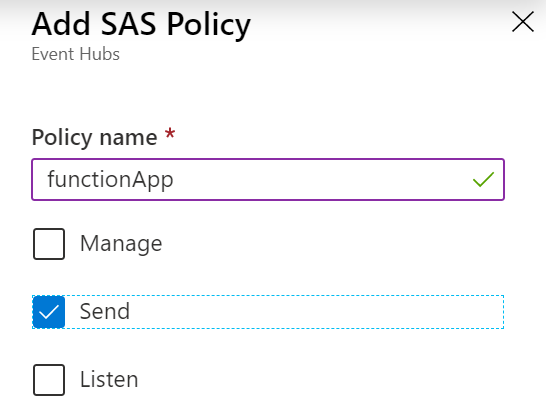 Add SAS Policy
Event Hubs
Policy name *
functionApp
Manage
Send
Listen